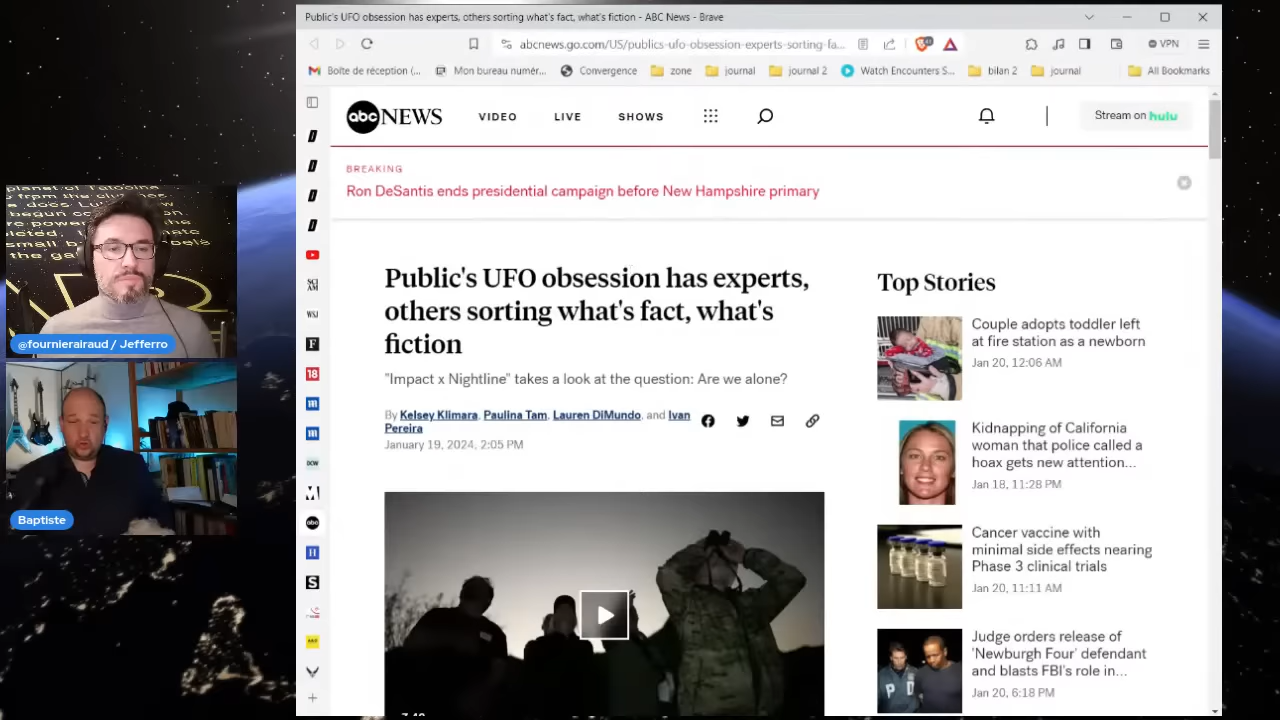 Public's UFO obsession has experts, others sorting what's fact, what's fiction - ABC News - Brave
abcnews.go.com/US/publics-ufo-obsession-experts-sorting-fa...
VPN
Boîte de réception (...
Mon bureau numér...
Convergence
zone
journal
journal 2
Watch Encounters S...
bilan 2
journal
All Bookmarks
abc NEWS
VIDEO
LIVE
SHOWS
Stream on hulu
BREAKING
Ron DeSantis ends presidential campaign before New Hampshire primary
Public's UFO obsession has experts,
others sorting what's fact, what's
fiction
"Impact x Nightline" takes a look at the question: Are we alone?
By Kelsey Klimara, Paulina Tam, Lauren DiMundo, and Ivan
Pereira
January 19, 2024, 2:05 PM
Top Stories
Couple adopts toddler left
at fire station as a newborn
Jan 20, 12:06 AM
Kidnapping of California
woman that police called a
hoax gets new attention...
Jan 18, 11:28 PM
Cancer vaccine with
minimal side effects nearing
Phase 3 clinical trials
Jan 20, 11:11 AM
Judge orders release of
'Newburgh Four' defendant
and blasts FBI's role in...
Jan 20, 6:18 PM
SCI
AM
WSJ
F
18
m
m
DCW
M
abc
H
S
@fournierairaud / Jefferro
Baptiste